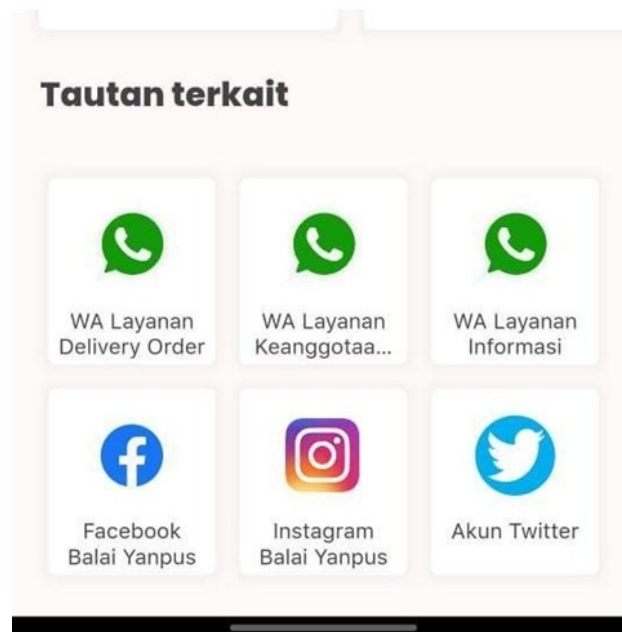 Tautan terkait
WA Layanan
Delivery Order
WA Layanan
Keanggotaa...
WA Layanan
Informasi
Facebook
Balai Yanpus
Instagram
Balai Yanpus
Akun Twitter